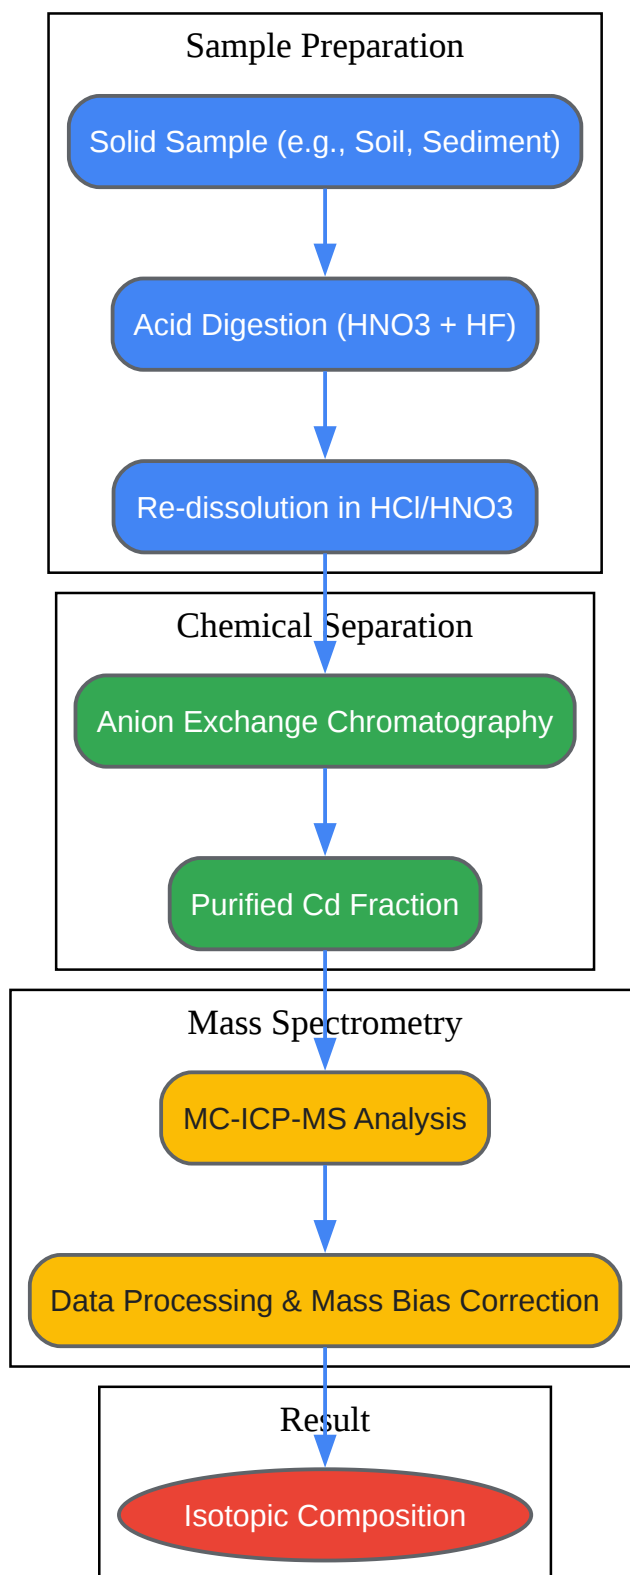 Sample Preparation
Solid Sample (e.g., Soil, Sediment)
Acid Digestion (HNO3 + HF)
Re-dissolution in HCl/HNO3
Chemical Separation
Anion Exchange Chromatography
Purified Cd Fraction
Mass Spectrometry
MC-ICP-MS Analysis
Data Processing & Mass Bias Correction
Result
Isotopic Composition